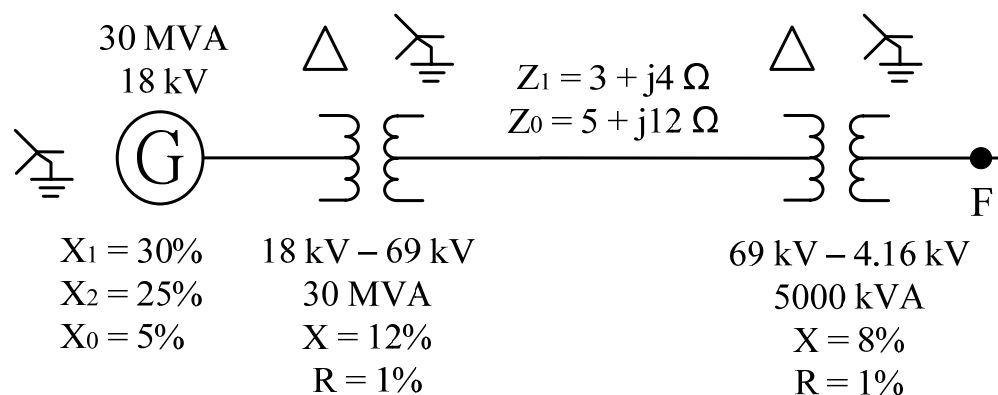 30 MVA
18 kV
G
X1 = 30%
X2 = 25%
X0 = 5%
18 kV – 69 kV
30 MVA
X = 12%
R = 1%
Z1 = 3 + j4 Ω
Z0 = 5 + j12 Ω
69 kV – 4.16 kV
5000 kVA
X = 8%
R = 1%
F